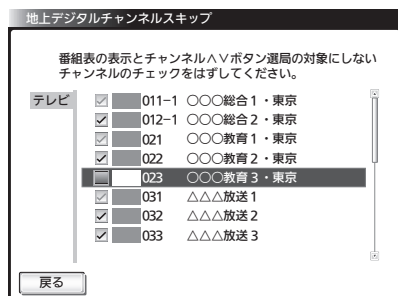 地上デジタルチャンネルスキップ
番組表の表示とチャンネル∧∨ボタン選局の対象にしない
チャンネルのチェックをはずしてください。
テレビ
011-1 ○○○総合1・東京
012-1 ○○○総合2・東京
021 ○○○教育1・東京
022 ○○○教育2・東京
023 ○○○教育3・東京
031 △△△放送1
032 △△△放送2
033 △△△放送3
戻る